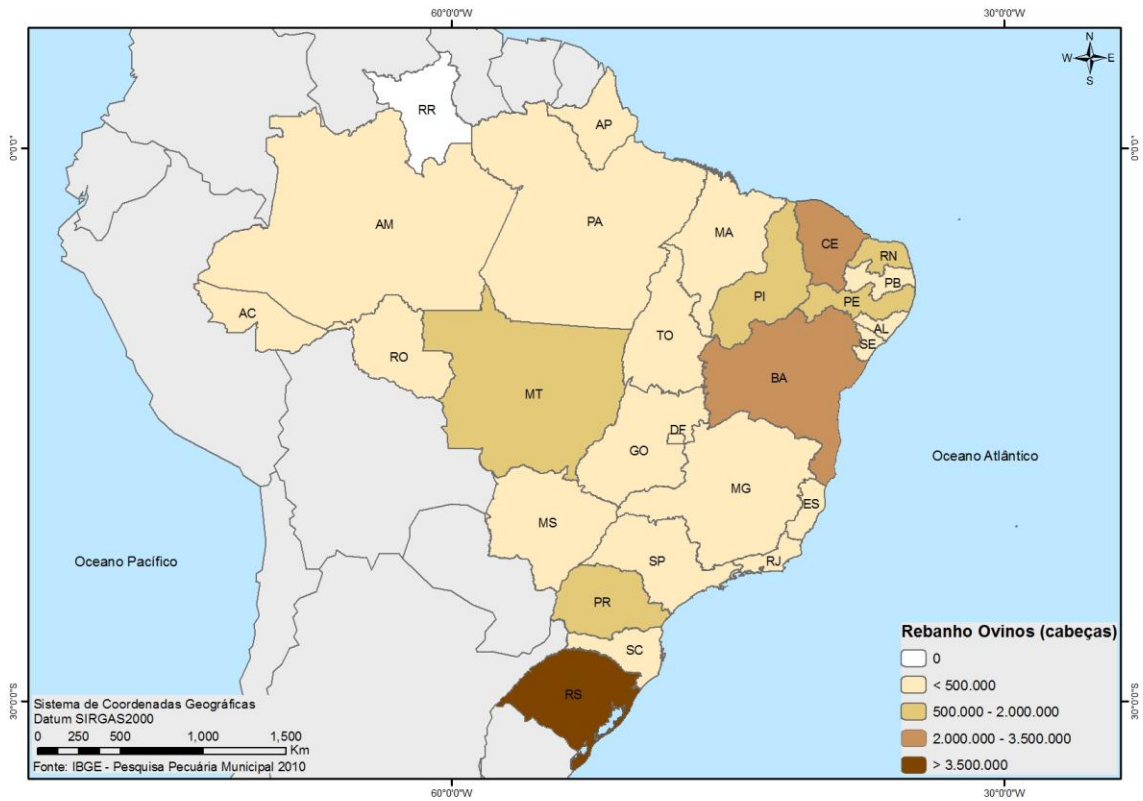 60°0'0"W
30°0'0"W
N
W E
S
RR
AP
0°0'0"
0°0'0"
AM
PA
MA
CE
RN
PB
PI
PE
AC
AL
TO
SE
RO
BA
MT
DF
GO
Oceano Atlântico
MG
ES
MS
Oceano Pacífico
SP
RJ
PR
Rebanho Ovinos (cabeças)
SC
0
< 500.000
RS
30°0'0"S
30°0'0"S
Sistema de Coordenadas Geográficas
Datum SIRGAS2000
500.000 - 2.000.000
0 250 500 1,000 1,500
Km
2.000.000 - 3.500.000
Fonte: IBGE - Pesquisa Pecuária Municipal 2010
> 3.500.000
60°0'0"W
30°0'0"W